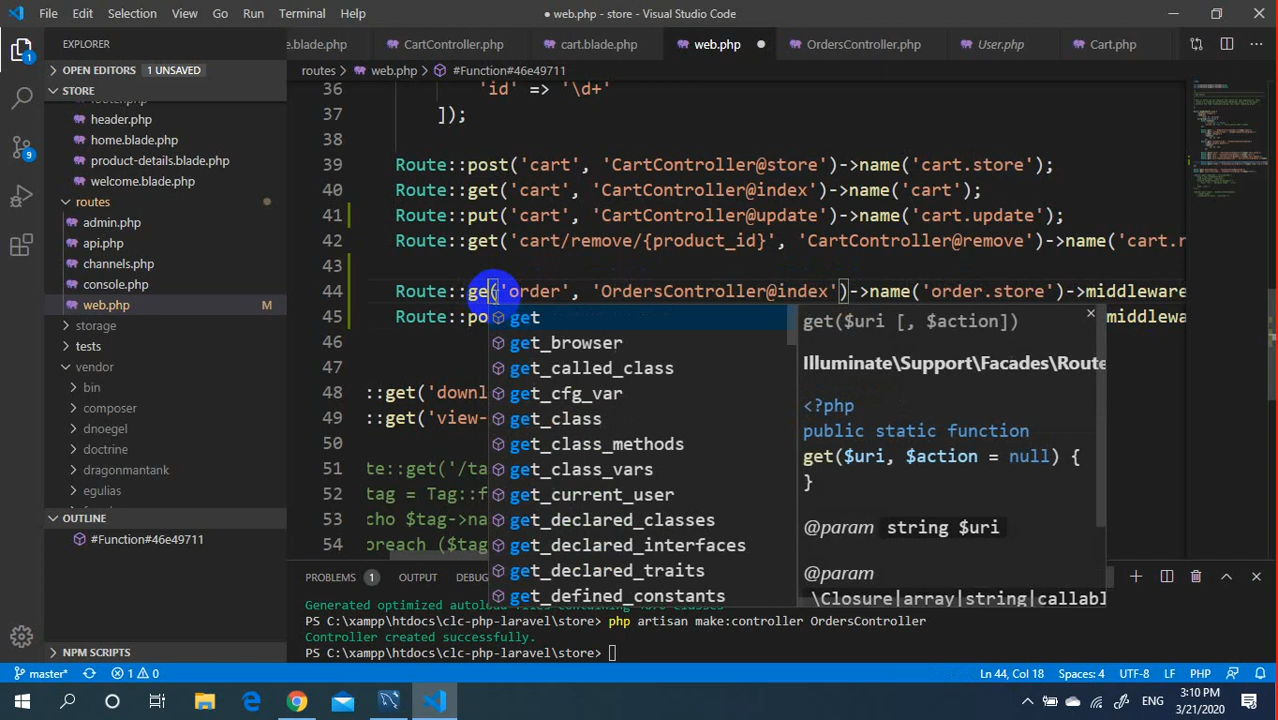 File Edit Selection View Go Run Terminal Help
● web.php - store - Visual Studio Code
EXPLORER
OPEN EDITORS 1 UNSAVED
STORE
header.php
home.blade.php
product-details.blade.php
welcome.blade.php
routes
admin.php
api.php
channels.php
console.php
web.php M
storage
tests
vendor
bin
composer
dnoegel
doctrine
dragonmantank
egulias
OUTLINE
#Function#46e49711
NPM SCRIPTS
e.blade.php CartController.php cart.blade.php web.php ● OrdersController.php User.php Cart.php
routes > web.php > #Function#46e49711
36 'id' => '\d+'
37 ]);
38
39 Route::post('cart', 'CartController@store')->name('cart.store');
40 Route::get('cart', 'CartController@index')->name('cart');
41 Route::put('cart', 'CartController@update')->name('cart.update');
42 Route::get('cart/remove/{product_id}', 'CartController@remove')->name('cart.r
43
44 Route::ge('order', 'OrdersController@index')->name('order.store')->middleware
45 Route::po >middlewa
46
47
48 ::get('downl
49 ::get('view-
50
51 te::get('/ta
52 tag = Tag::f
53 cho $tag->na
54 oreach ($tag
get
get_browser
get_called_class
get_cfg_var
get_class
get_class_methods
get_class_vars
get_current_user
get_declared_classes
get_declared_interfaces
get_declared_traits
get_defined_constants
get($uri [, $action])
Illuminate\Support\Facades\Route
<?php
public static function
get($uri, $action = null) {
}
@param string $uri
@param
\Closure|array|string|callabl
PROBLEMS 1 OUTPUT DEBUG
PS C:\xampp\htdocs\clc-php-laravel\store> php artisan make:controller OrdersController
Controller created successfully.
PS C:\xampp\htdocs\clc-php-laravel\store>
master* 1 0 Ln 44, Col 18 Spaces: 4 UTF-8 LF PHP
1
9
ENG
3:10 PM
3/21/2020